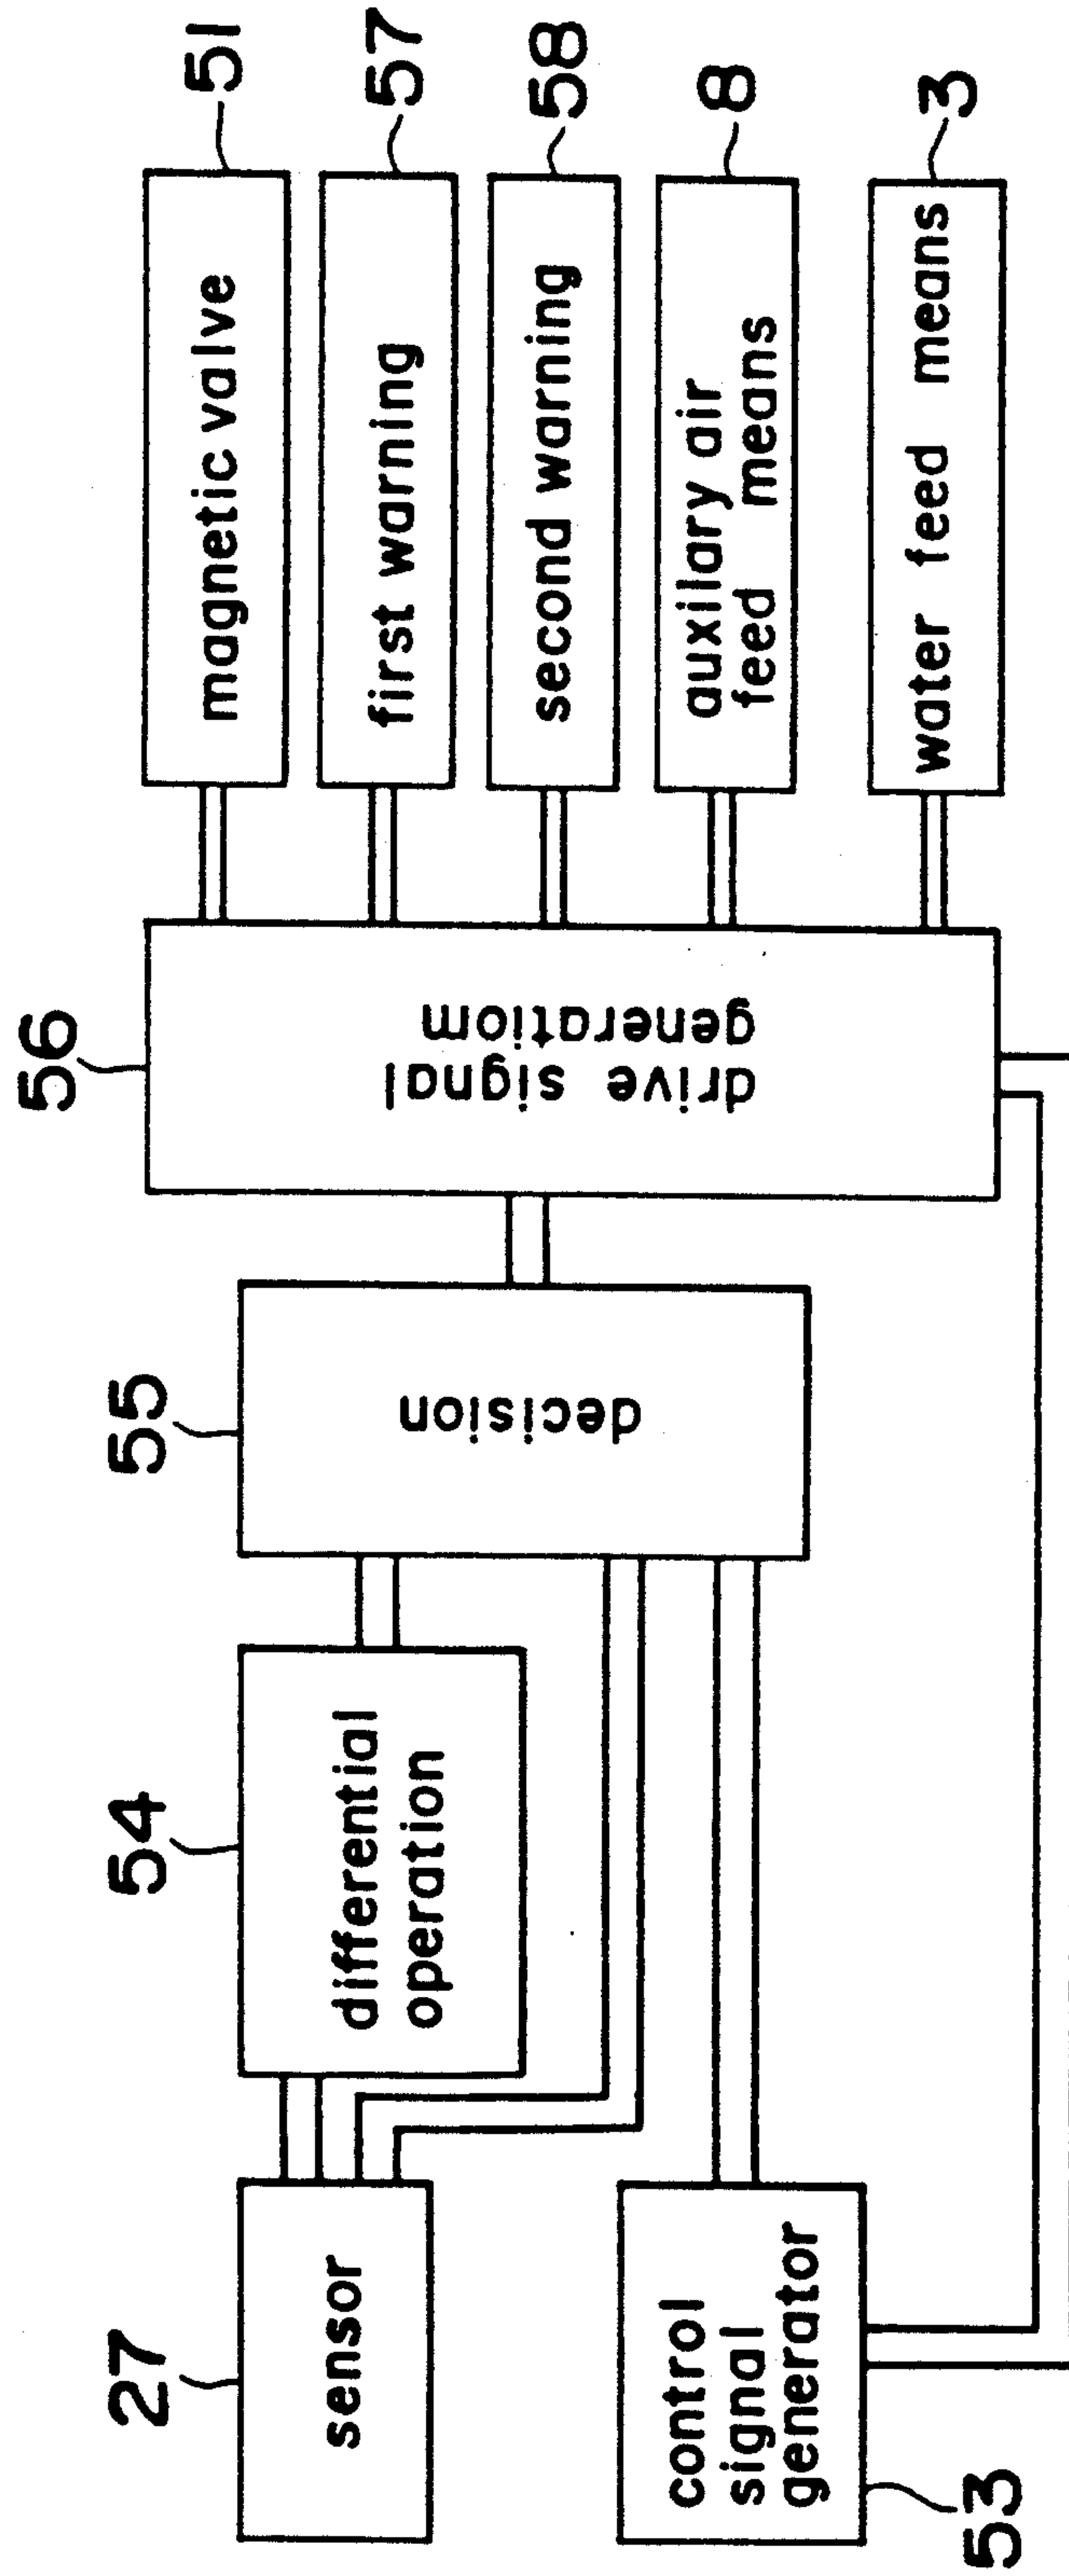 27
sensor
53
control
signal
generator
54
differential
operation
55
decision
56
drive signal
generatiom
51
magnetic valve
57
first warning
58
second warning
8
auxilary air
feed means
3
water feed means